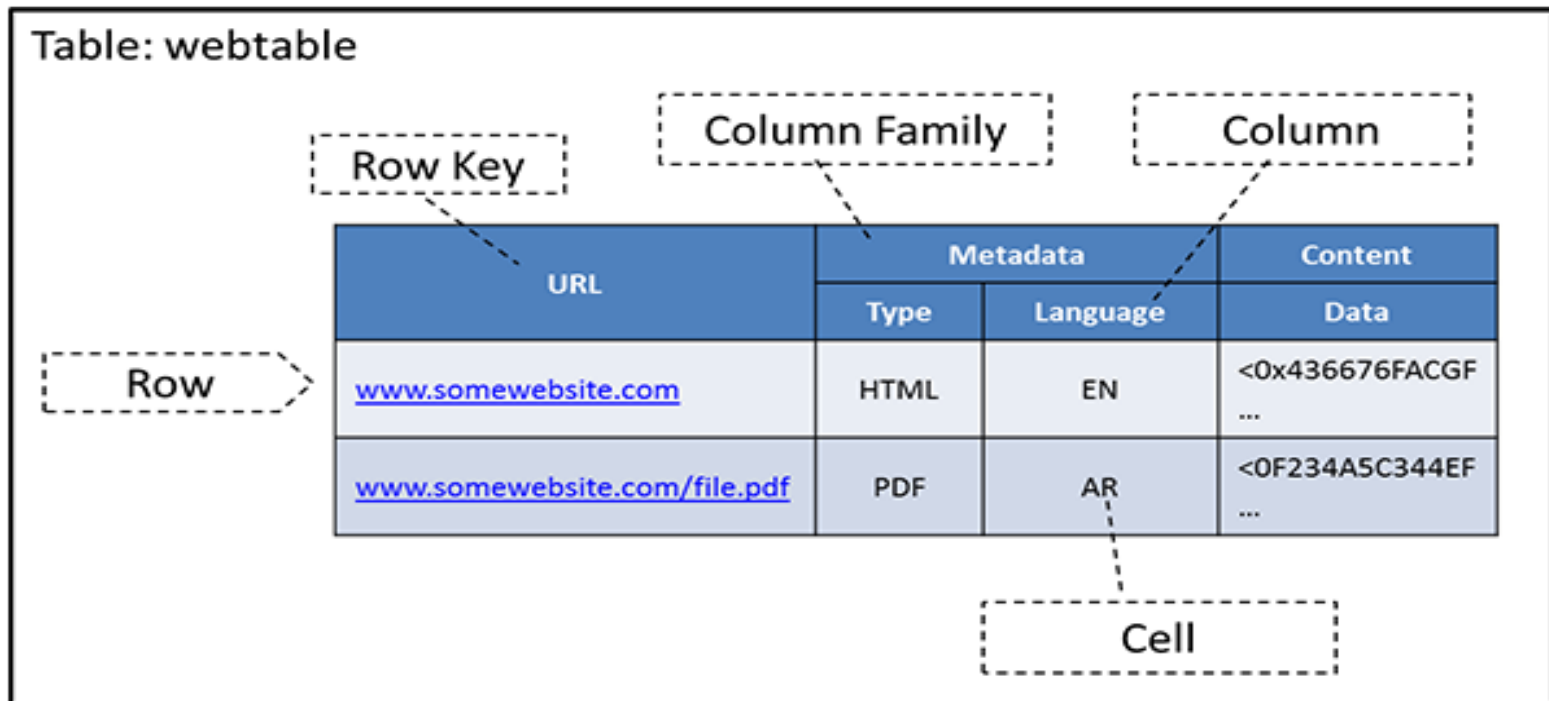 Table: webtable
Column Family
Column
Row Key
URL
Metadata
Content
Type
Language
Data
Row
www.somewebsite.com
HTML
EN
<0x436676FACGF
...
www.somewebsite.com/file.pdf
PDF
AR
<0F234A5C344EF
...
Cell